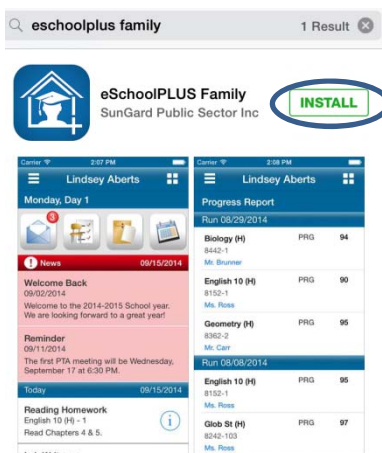 eschoolplus family 1 Result
eSchoolPLUS Family
SunGard Public Sector Inc
INSTALL
Carrier 2:07 PM
Lindsey Aberts
Monday, Day 1
3
News 09/15/2014
Welcome Back
09/02/2014
Welcome to the 2014-2015 School year.
We are looking forward to a great year!
Reminder
09/11/2014
The first PTA meeting will be Wednesday,
September 17 at 6:30 PM.
Today 09/15/2014
Reading Homework
English 10 (H) - 1
Read Chapters 4 & 5.
Carrier 2:08 PM
Lindsey Aberts
Progress Report
Run 08/29/2014
Biology (H) PRG 94
8442-1
Mr. Brunner
English 10 (H) PRG 90
8152-1
Ms. Ross
Geometry (H) PRG 95
8362-2
Mr. Carr
Run 08/08/2014
English 10 (H) PRG 95
8152-1
Ms. Ross
Glob St (H) PRG 97
8242-103
Ms. Ross